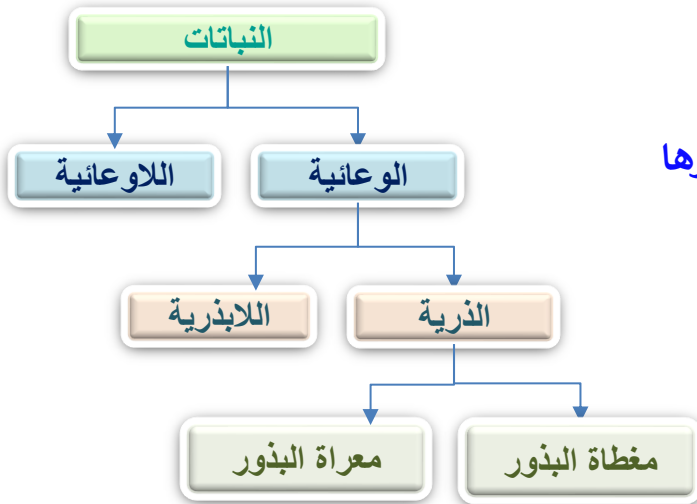 النباتات
الوعائية
اللاوعائية
الذرية
اللابذرية
مغطاة البذور
معراة البذور